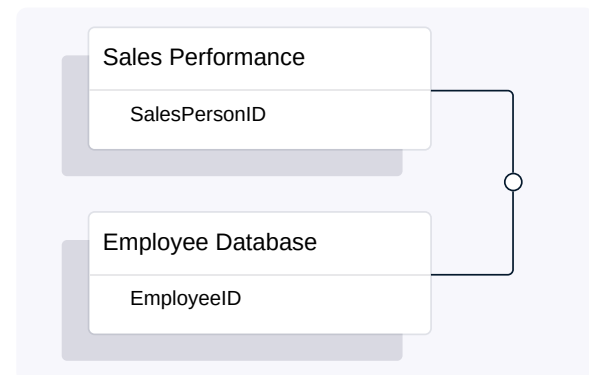 Sales Performance
SalesPersonID
Employee Database
EmployeeID